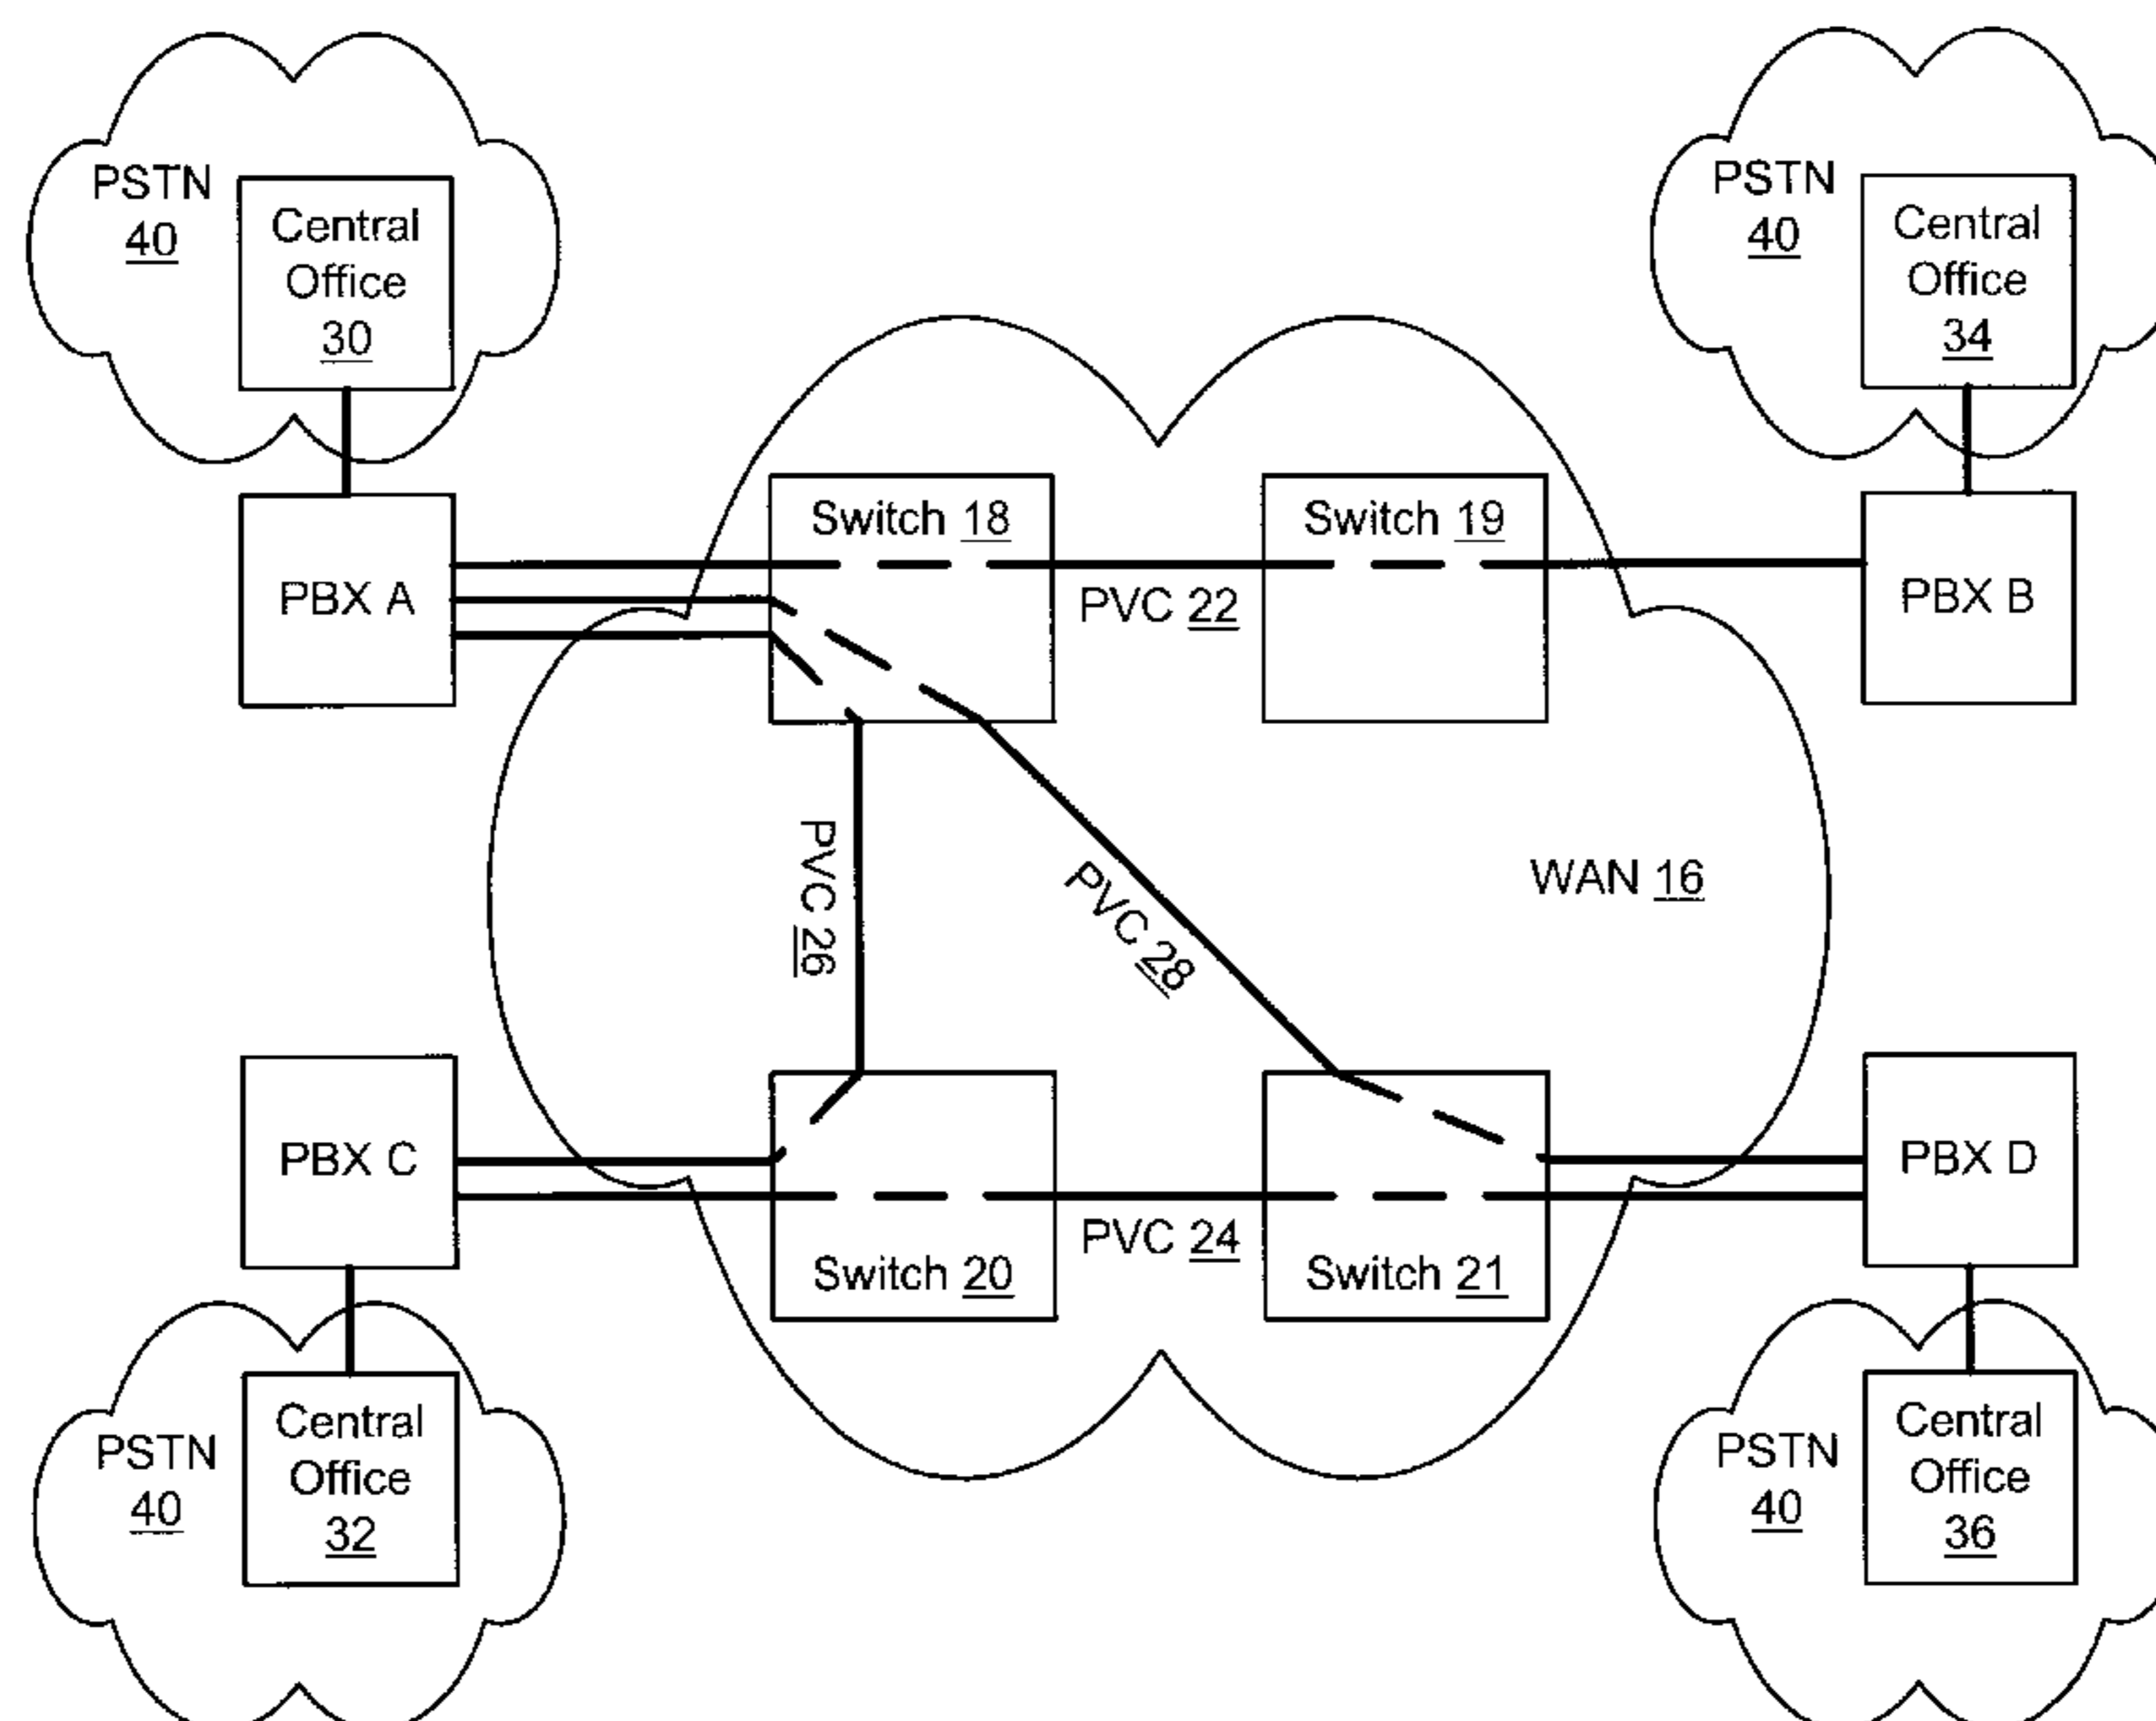 PSTN
40
Central
Office
30
PSTN
40
Central
Office
34
PBX A
Switch 18
Switch 19
PBX B
PVC 22
PVC 26
PVC 28
WAN 16
PBX C
PBX D
PVC 24
Switch 20
Switch 21
PSTN
40
Central
Office
32
PSTN
40
Central
Office
36